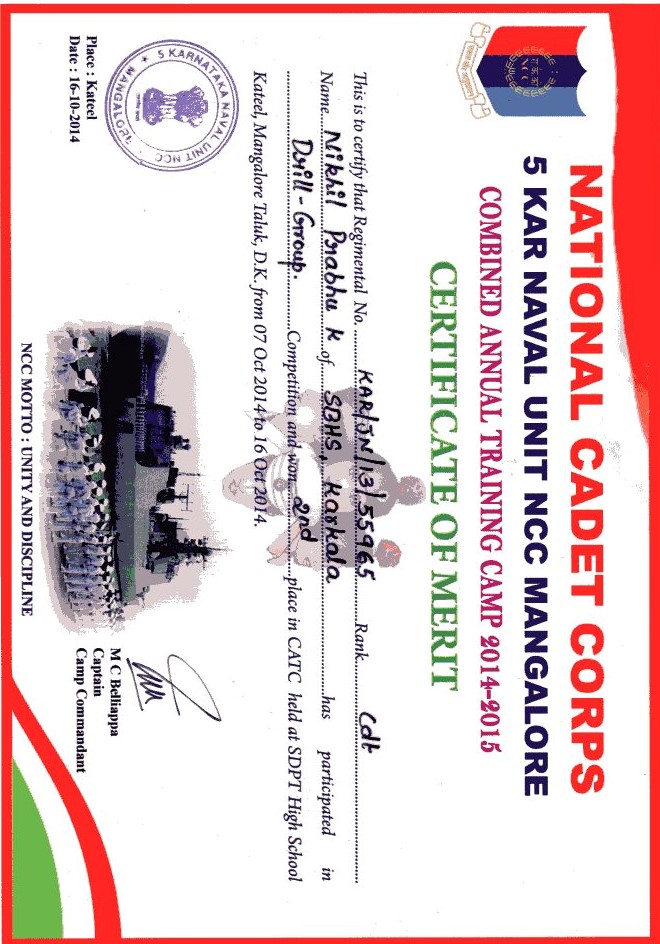 NATIONAL CADET CORPS
5 KAR NAVAL UNIT NCC MANGALORE
रा.कै.को
NCC
एकता और अनुशासन
COMBINED ANNUAL TRAINING CAMP 2014-2015
CERTIFICATE OF MERIT
This is to certify that Regimental No. KAR/JN/13/55965 Rank Cdt
Name Nikhil Prabhu K of SBHS, Karkala has participated in
Drill-Group. Competition and won 2nd place in CATC held at SDPT High School
Kateel, Mangalore Taluk, D.K. from 07 Oct 2014 to 16 Oct 2014.
5 KARNATAKA NAVAL UNIT NCC
सत्यमेव जयते
★ MANGALORE
Place : Kateel
Date : 16-10-2014
M C Belliappa
Captain
Camp Commandant
NCC MOTTO : UNITY AND DISCIPLINE